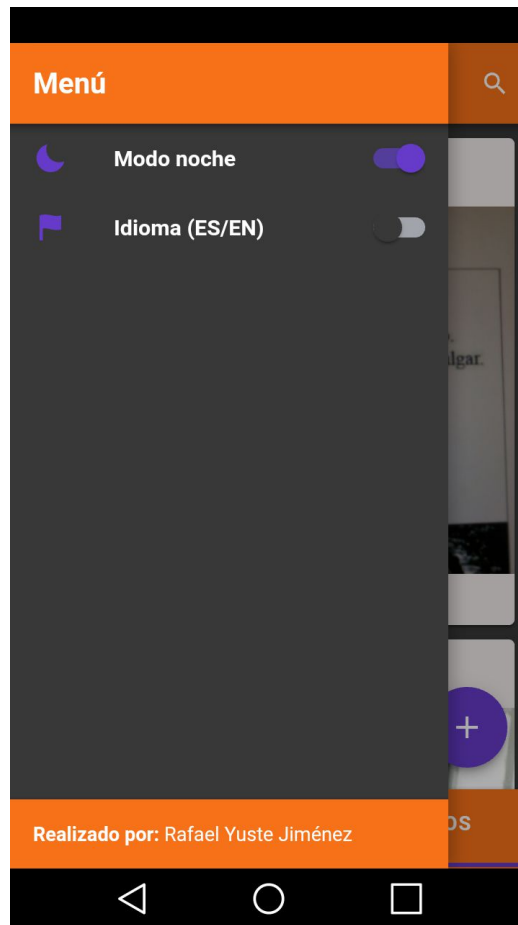 Menú
Modo noche
Idioma (ES/EN)
Realizado por: Rafael Yuste Jiménez